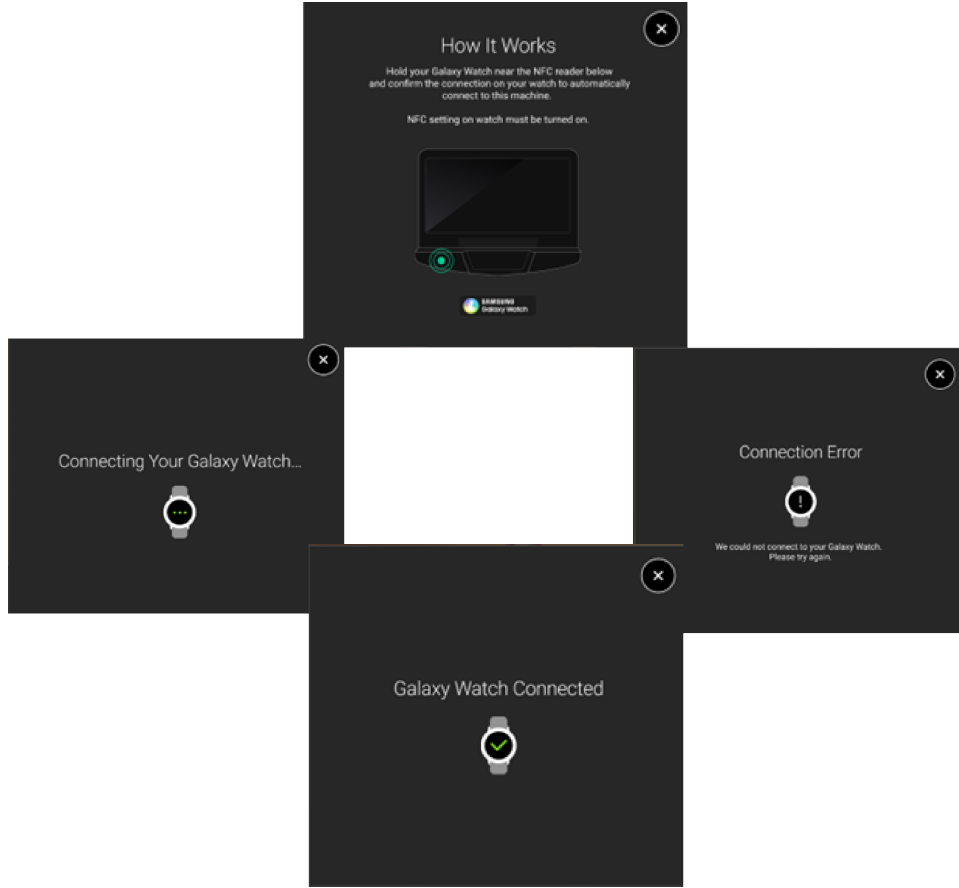 How It Works
Hold your Galaxy Watch near the NFC reader below
and confirm the connection on your watch to automatically
connect to this machine.
NFC setting on watch must be turned on.
SAMSUNG
Galaxy Watch
Connecting Your Galaxy Watch...
Connection Error
We could not connect to your Galaxy Watch.
Please try again.
Galaxy Watch Connected